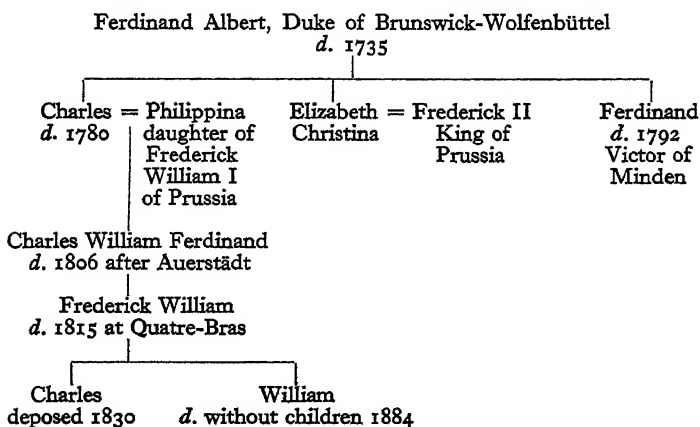 Ferdinand Albert, Duke of Brunswick-Wolfenbüttel
d. 1735
Charles = Philippina
d. 1780 daughter of
Frederick
William I
of Prussia
Elizabeth = Frederick II
Christina King of
Prussia
Ferdinand
d. 1792
Victor of
Minden
Charles William Ferdinand
d. 1806 after Auerstädt
Frederick William
d. 1815 at Quatre-Bras
Charles
deposed 1830
William
d. without children 1884